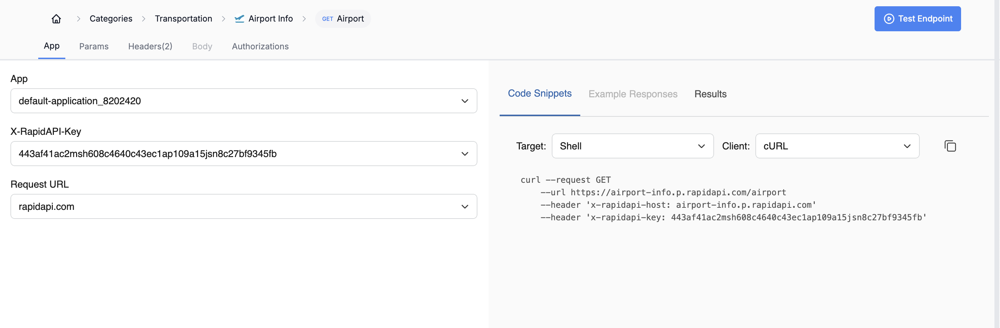 Categories
Transportation
Airport Info
GET Airport
Test Endpoint
App
Params
Headers(2)
Body
Authorizations
App
default-application_8202420
X-RapidAPI-Key
443af41ac2msh608c4640c43ec1ap109a15jsn8c27bf9345fb
Request URL
rapidapi.com
Code Snippets
Example Responses
Results
Target:
Shell
Client:
cURL
curl --request GET
--url https://airport-info.p.rapidapi.com/airport
--header 'x-rapidapi-host: airport-info.p.rapidapi.com'
--header 'x-rapidapi-key: 443af41ac2msh608c4640c43ec1ap109a15jsn8c27bf9345fb'